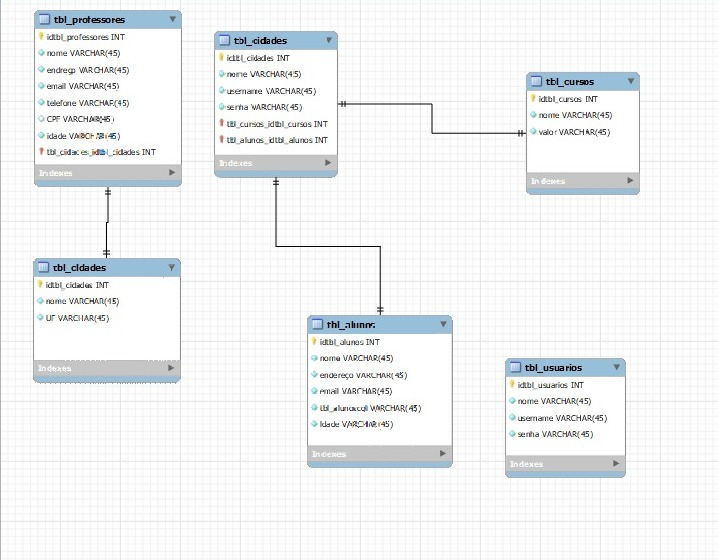 tbl_professores
idtbl_professores INT
nome VARCHAR(45)
endereço VARCHAR(45)
email VARCHAR(45)
telefone VARCHAR(45)
CPF VARCHAR(45)
idade VARCHAR(45)
tbl_cidades_idtbl_cidades INT
Indexes
tbl_cidades
idtbl_cidades INT
nome VARCHAR(45)
username VARCHAR(45)
senha VARCHAR(45)
tbl_cursos_idtbl_cursos INT
tbl_alunos_idtbl_alunos INT
Indexes
tbl_cursos
idtbl_cursos INT
nome VARCHAR(45)
valor VARCHAR(45)
Indexes
tbl_cidades
idtbl_cidades INT
nome VARCHAR(45)
UF VARCHAR(45)
Indexes
tbl_alunos
idtbl_alunos INT
nome VARCHAR(45)
endereço VARCHAR(45)
email VARCHAR(45)
VARCHAR(45)
Idade VARCHAR(45)
Indexes
tbl_usuarios
idtbl_usuarios INT
nome VARCHAR(45)
username VARCHAR(45)
senha VARCHAR(45)
Indexes